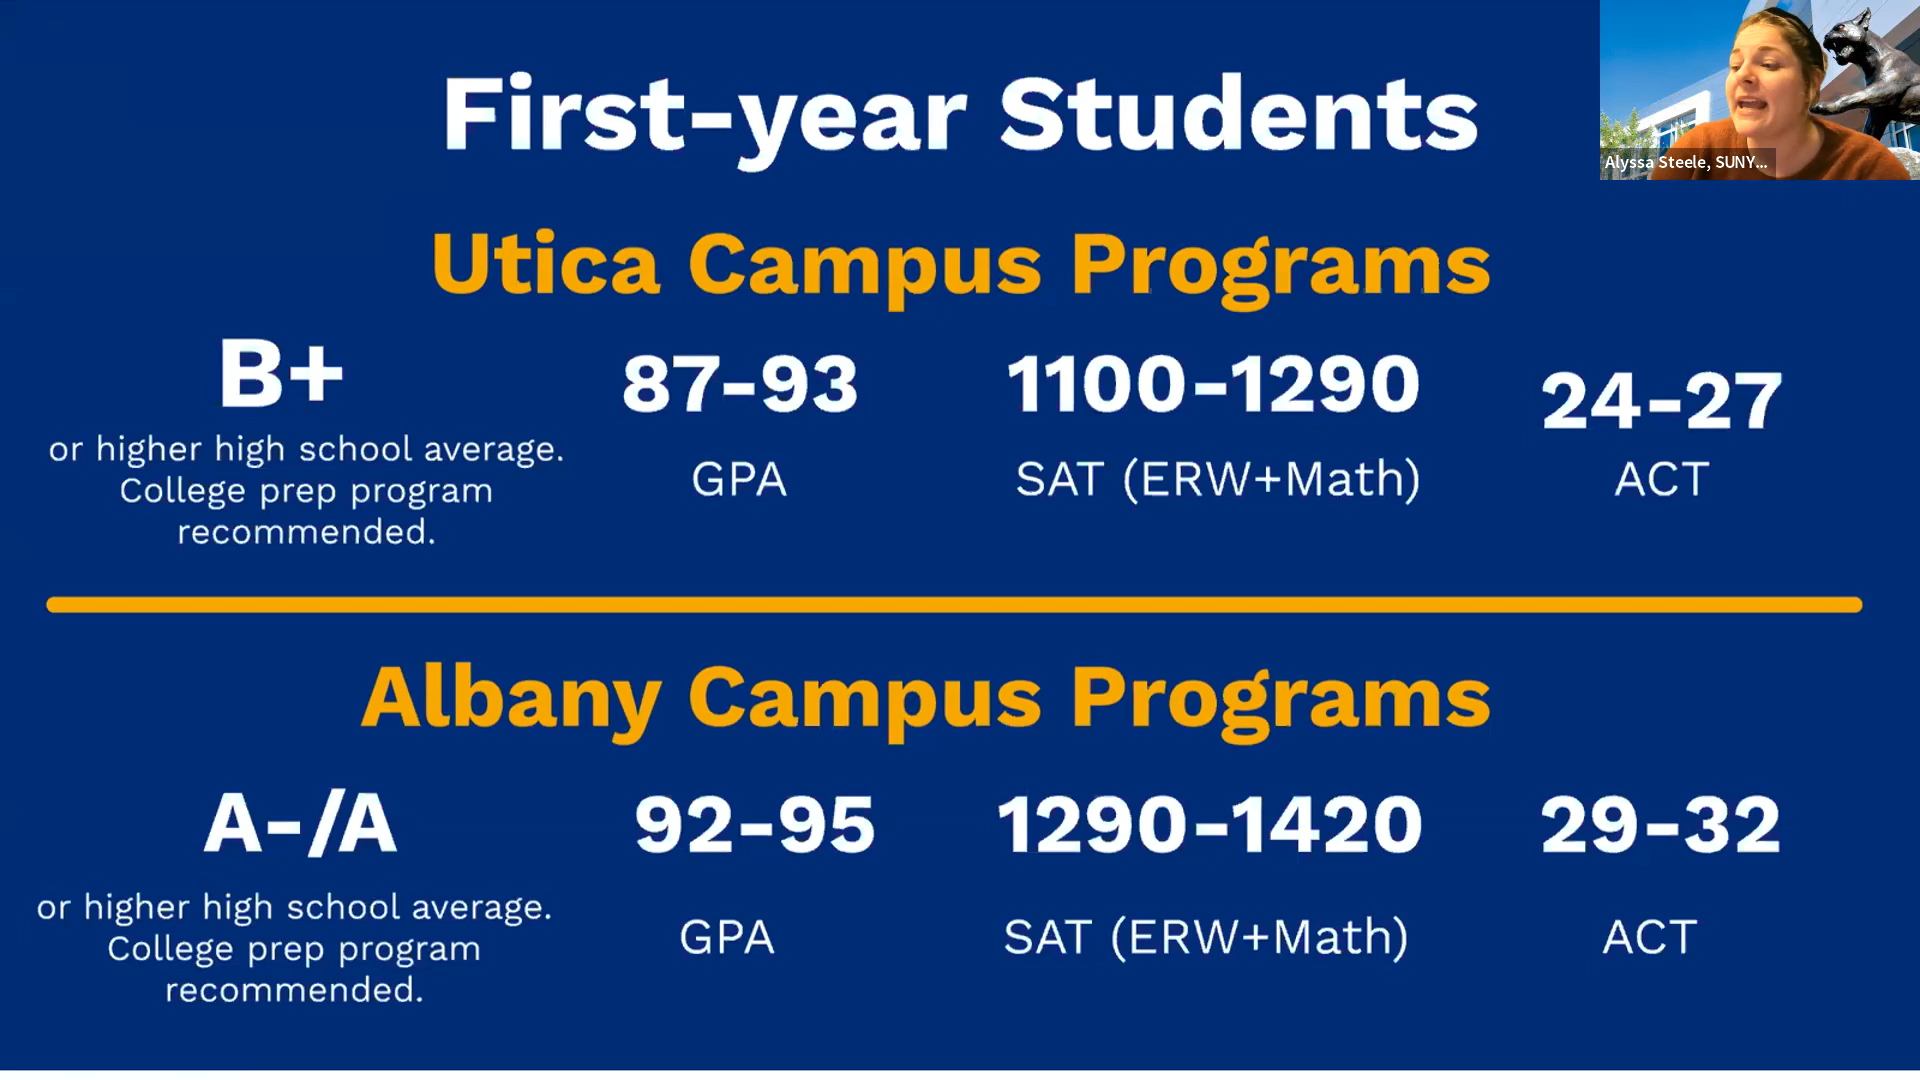 First-year Students
Alyssa Steele, SUNY...
Utica Campus Programs
B+
or higher high school average.
College prep program
recommended.
87-93
GPA
1100-1290
SAT (ERW+Math)
24-27
ACT
Albany Campus Programs
A-/A
or higher high school average.
College prep program
recommended.
92-95
GPA
1290-1420
SAT (ERW+Math)
29-32
ACT